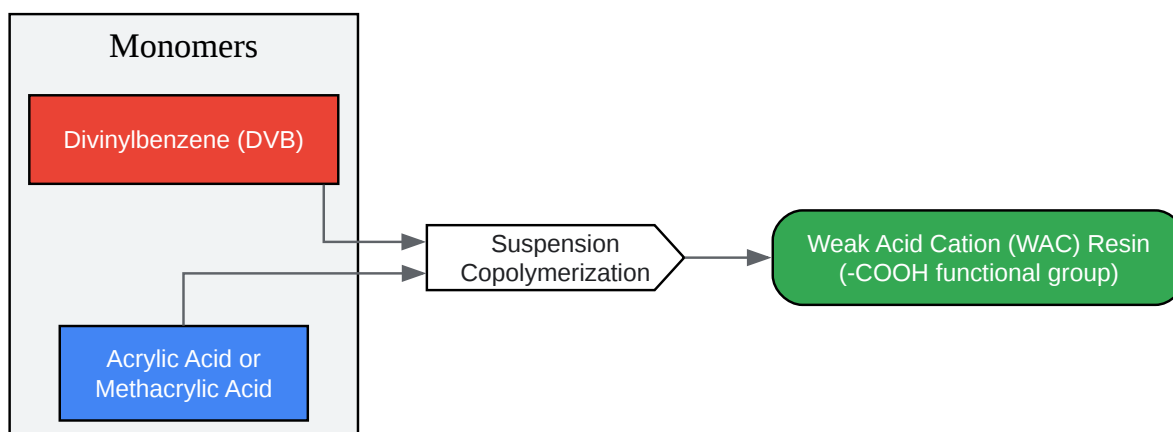 Monomers
Divinylbenzene (DVB)
Suspension
Copolymerization
Weak Acid Cation (WAC) Resin
(-COOH functional group)
Acrylic Acid or
Methacrylic Acid